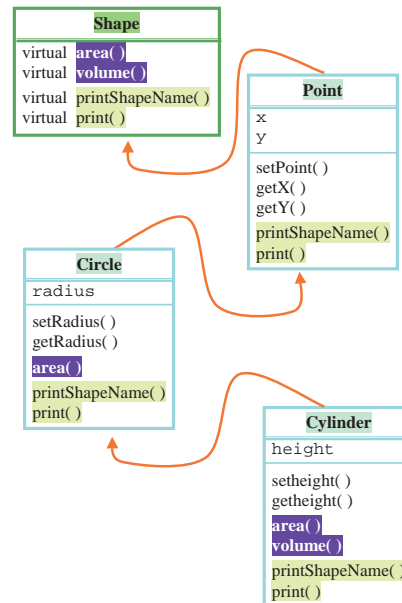 Shape
virtual area( )
virtual volume( )
virtual printShapeName( )
virtual print( )
Point
x
y
setPoint( )
getX( )
getY( )
printShapeName( )
print( )
Circle
radius
setRadius( )
getRadius( )
area( )
printShapeName( )
print( )
Cylinder
height
setheight( )
getheight( )
area( )
volume( )
printShapeName( )
print( )